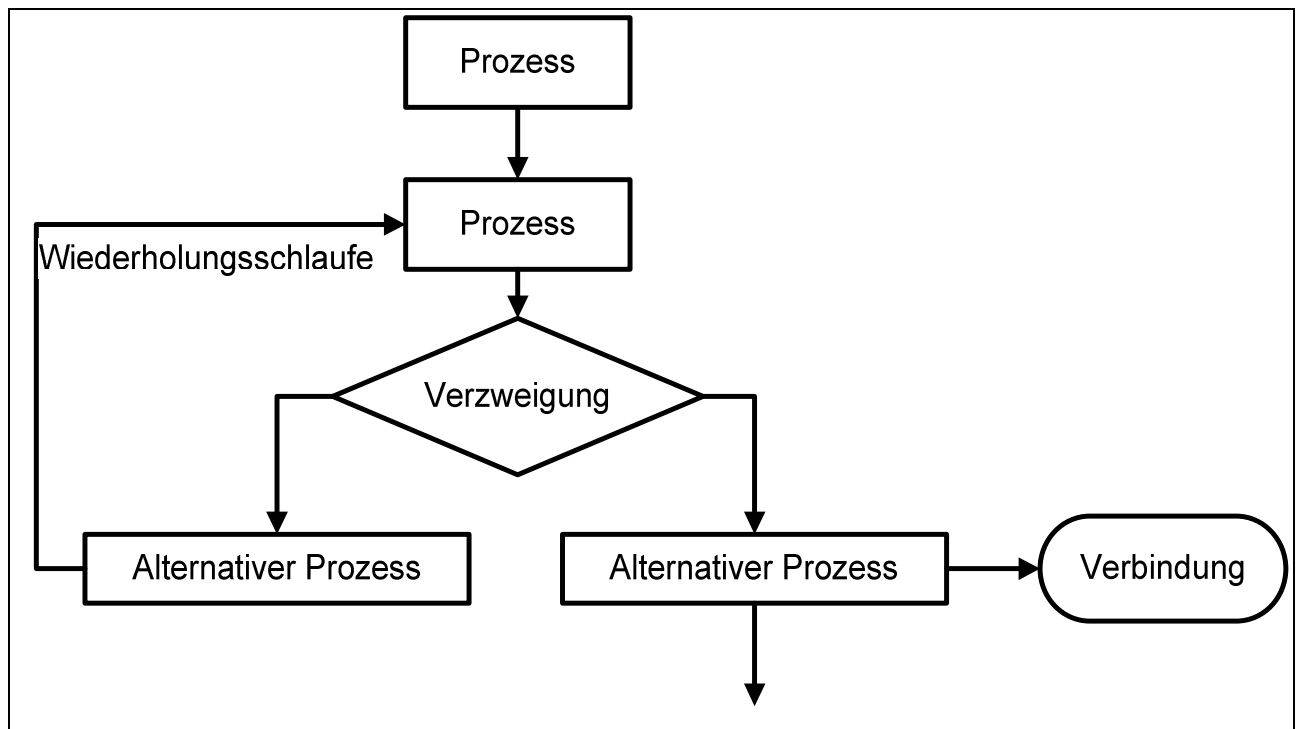 Prozess
Prozess
Wiederholungsschlaufe
Verzweigung
Alternativer Prozess
Alternativer Prozess
Verbindung